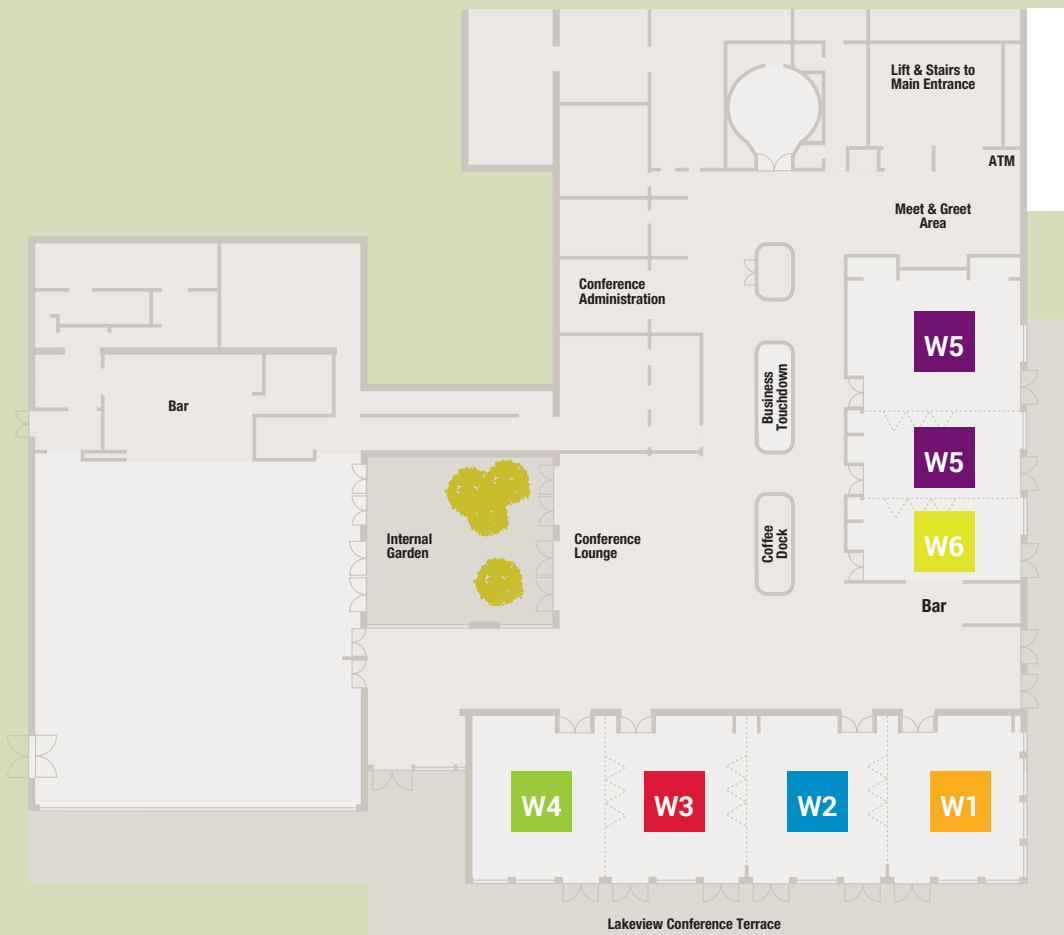 Lift & Stairs to
Main Entrance
ATM
Meet & Greet
Area
Conference
Administration
W5
Business
Touchdown
Bar
W5
Internal
Garden
Conference
Lounge
Coffee
Dock
W6
Bar
W4
W3
W2
W1
Lakeview Conference Terrace